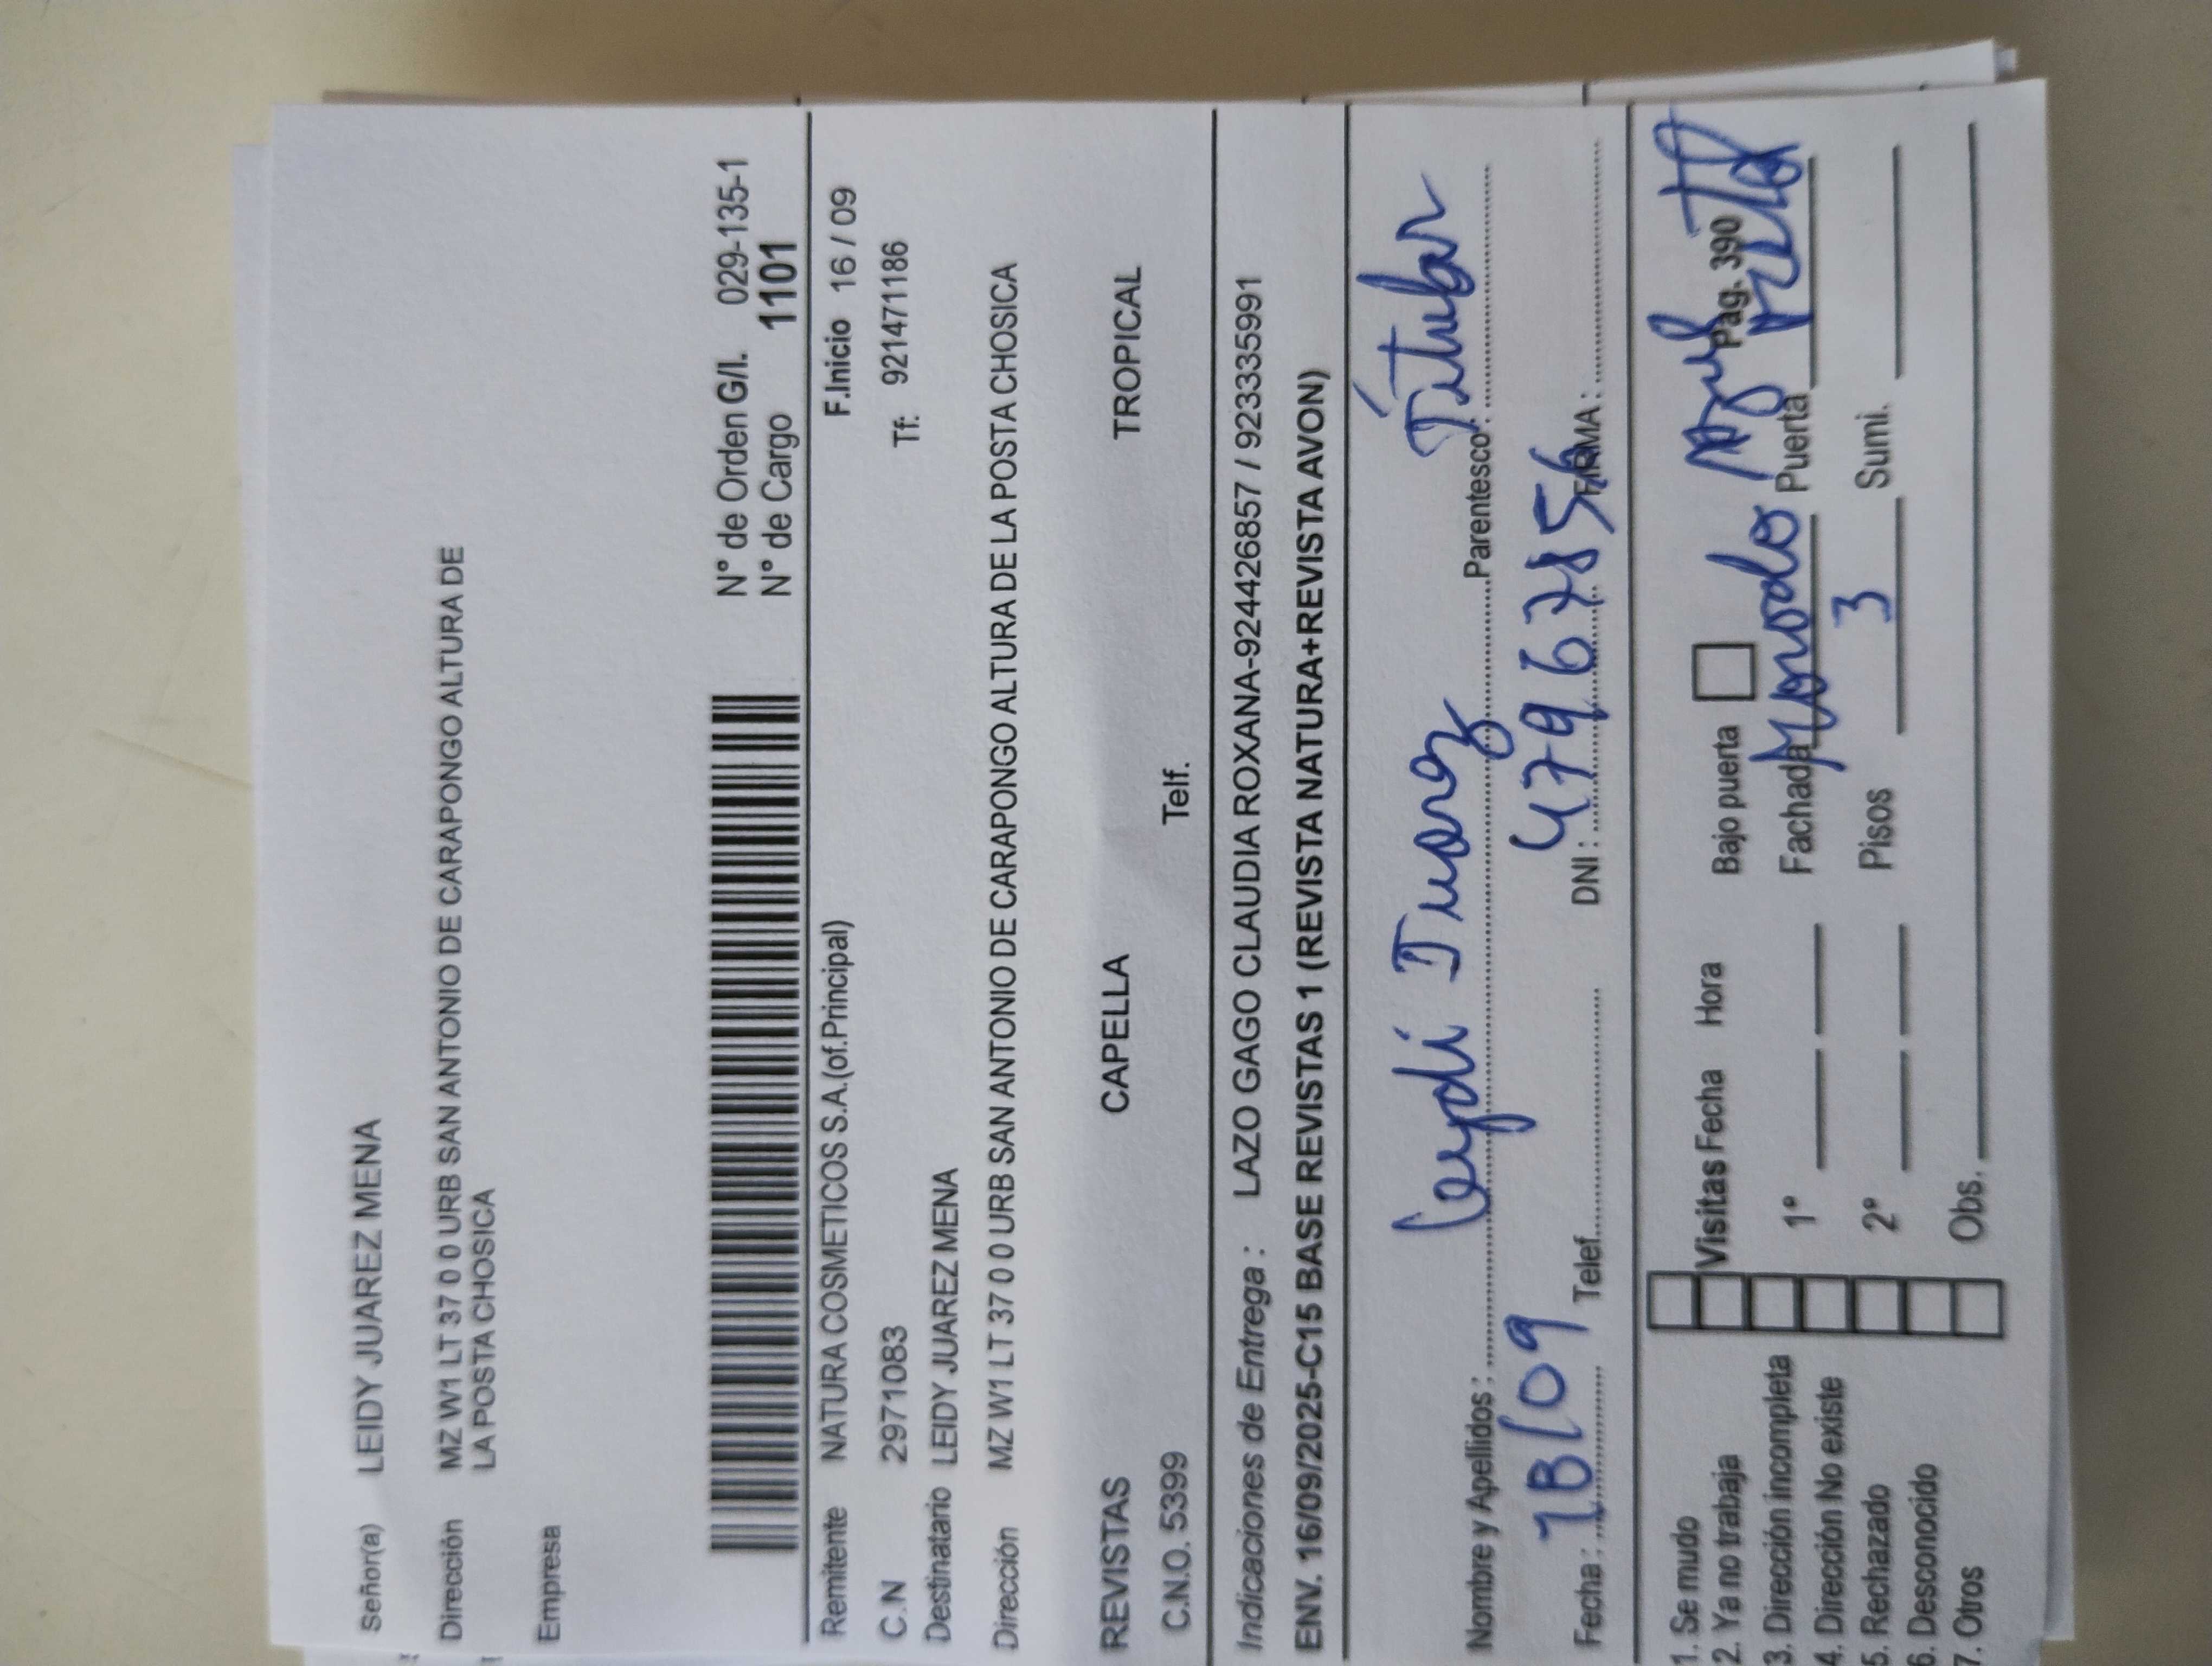 Señor(a) LEIDY JUAREZ MENA
Dirección MZ W1 LT 37 0 0 URB SAN ANTONIO DE CARAPONGO ALTURA DE
LA POSTA CHOSICA
Empresa
N° de Orden G/I. 029-135-1
N° de Cargo 1101
Remitente NATURA COSMETICOS S.A.(of.Principal) F.Inicio 16 / 09
C.N 2971083 Tf. 921471186
Destinatario LEIDY JUAREZ MENA
Dirección MZ W1 LT 37 0 0 URB SAN ANTONIO DE CARAPONGO ALTURA DE LA POSTA CHOSICA
REVISTAS CAPELLA TROPICAL
C.N.O. 5399 Telf.
Indicaciones de Entrega : LAZO GAGO CLAUDIA ROXANA-924426857 / 923335991
ENV. 16/09/2025-C15 BASE REVISTAS 1 (REVISTA NATURA+REVISTA AVON)
Nombre y Apellidos : Leydi Juarez Parentesco : Titular
Fecha : 18/09 Telef. DNI : 47967856 FIRMA :
1. Se mudo
2. Ya no trabaja
3. Dirección incompleta
4. Dirección No existe
5. Rechazado
6. Desconocido
7. Otros
Visitas Fecha Hora Bajo puerta Pag. 390
1° Fachada Puerta
2° Pisos 3 Sumi.
Obs.